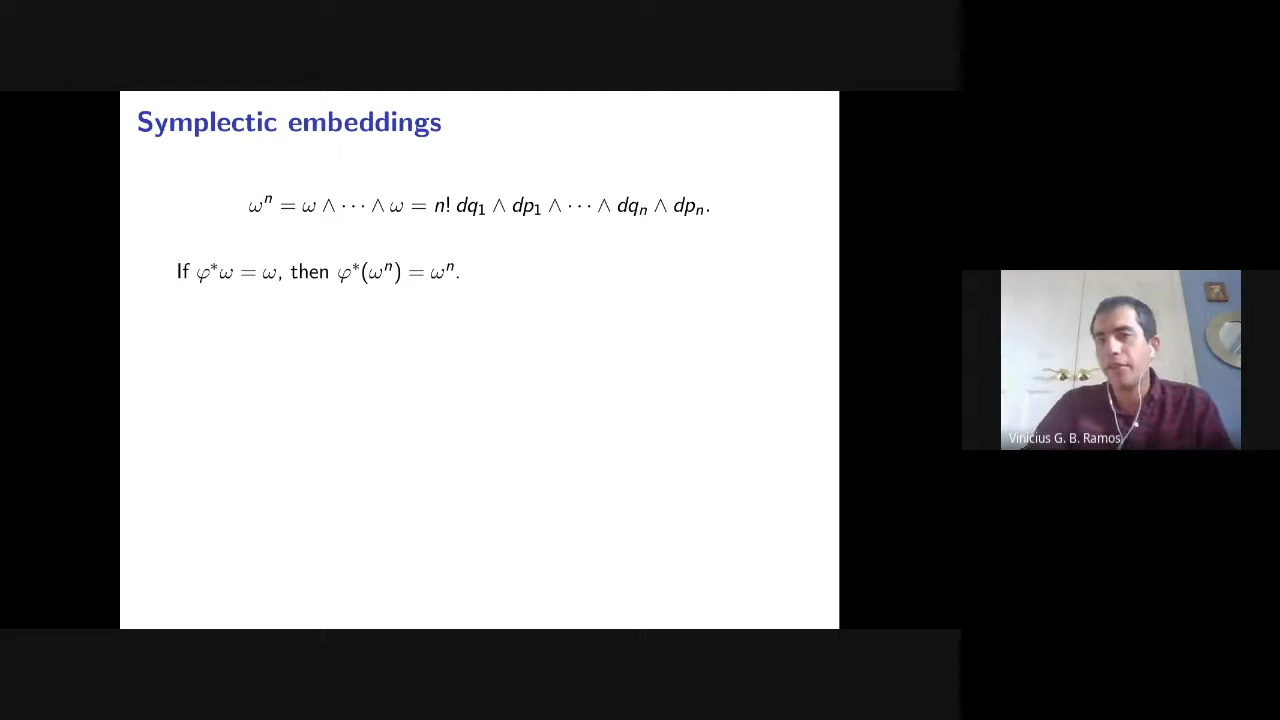 Symplectic embeddings
ωⁿ = ω ∧ ⋯ ∧ ω = n! dq₁ ∧ dp₁ ∧ ⋯ ∧ dqₙ ∧ dpₙ.
If φ*ω = ω, then φ*(ωⁿ) = ωⁿ.
Vinicius G. B. Ramos